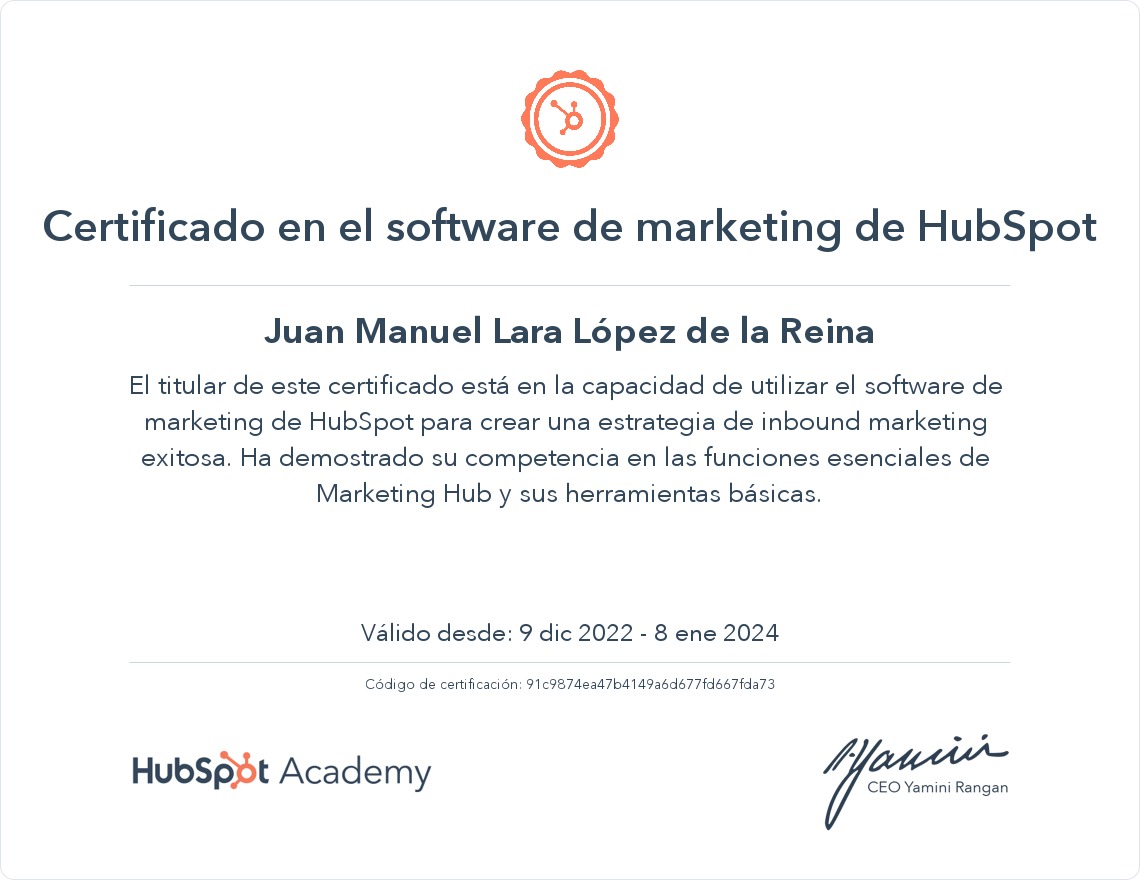 Certificado en el software de marketing de HubSpot
Juan Manuel Lara López de la Reina
El titular de este certificado está en la capacidad de utilizar el software de
marketing de HubSpot para crear una estrategia de inbound marketing
exitosa. Ha demostrado su competencia en las funciones esenciales de
Marketing Hub y sus herramientas básicas.
Válido desde: 9 dic 2022 - 8 ene 2024
Código de certificación: 91c9874ea47b4149a6d677fd667fda73
HubSpot Academy
CEO Yamini Rangan